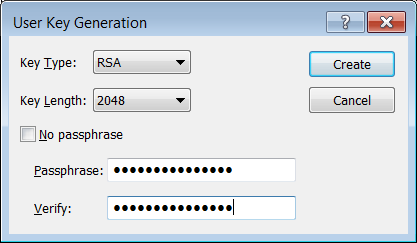 User Key Generation
Key Type: RSA
Create
Key Length: 2048
Cancel
No passphrase
Passphrase: ●●●●●●●●●●●●●●●
Verify: ●●●●●●●●●●●●●●●